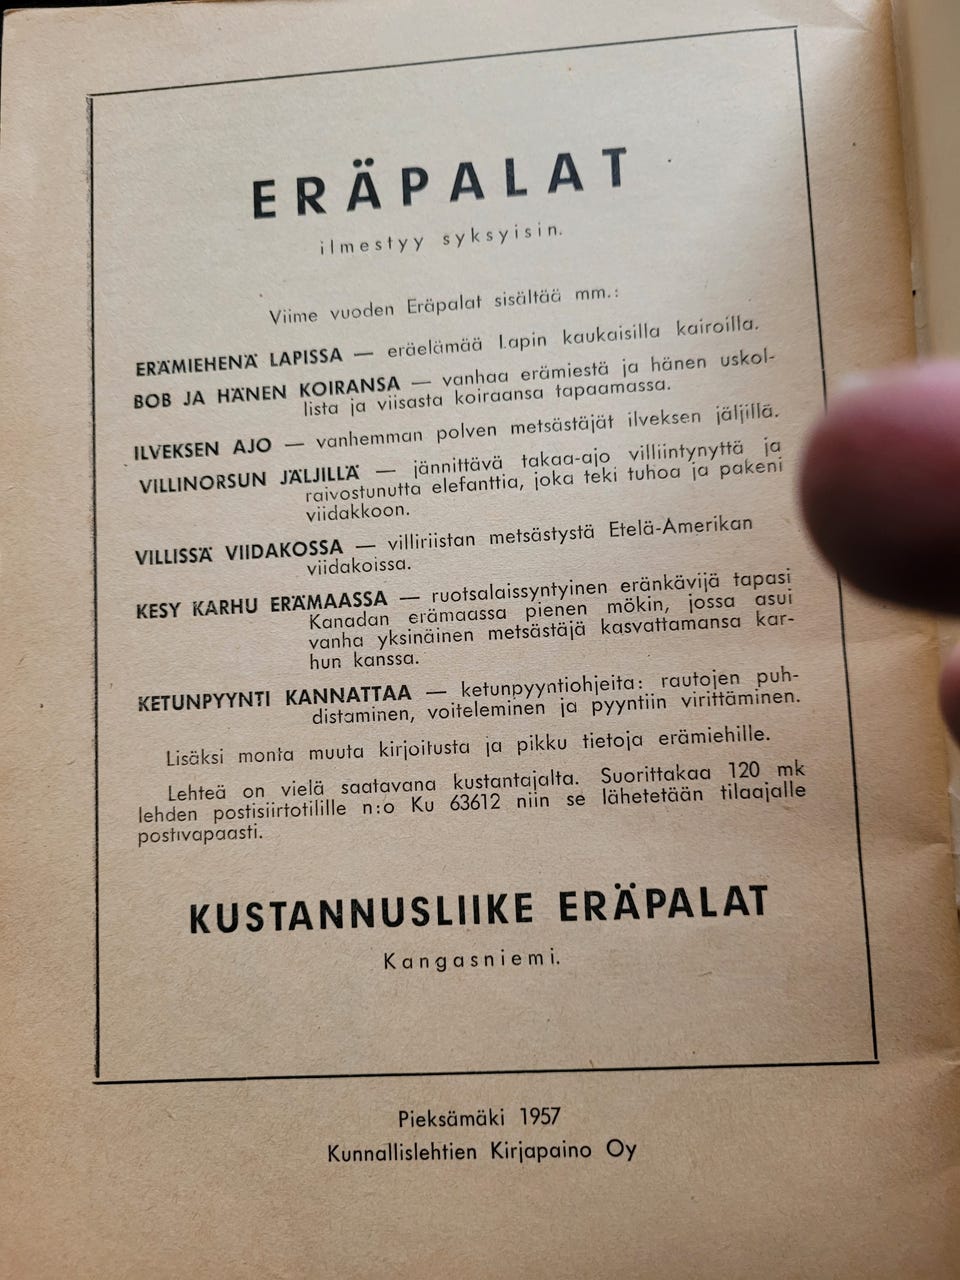 ERÄPALAT
ilmestyy syksyisin.
Viime vuoden Eräpalat sisältää mm.:
ERÄMIEHENÄ LAPISSA — eräelämää Lapin kaukaisilla kairoilla.
BOB JA HÄNEN KOIRANSA — vanhaa erämiestä ja hänen uskol-
lista ja viisasta koiraansa tapaamassa.
ILVEKSEN AJO — vanhemman polven metsästäjät ilveksen jäljillä.
VILLINORSUN JÄLJILLÄ — jännittävä takaa-ajo villiintynyttä ja
raivostunutta elefanttia, joka teki tuhoa ja pakeni
viidakkoon.
VILLISSÄ VIIDAKOSSA — villiriistan metsästystä Etelä-Amerikan
viidakoissa.
KESY KARHU ERÄMAASSA — ruotsalaissyntyinen eränkävijä tapasi
Kanadan erämaassa pienen mökin, jossa asui
vanha yksinäinen metsästäjä kasvattamansa kar-
hun kanssa.
KETUNPYYNTI KANNATTAA — ketunpyyntiohjeita: rautojen puh-
distaminen, voiteleminen ja pyyntiin virittäminen.
Lisäksi monta muuta kirjoitusta ja pikku tietoja erämiehille.
Lehteä on vielä saatavana kustantajalta. Suorittakaa 120 mk
lehden postisiirtotilille n:o Ku 63612 niin se lähetetään tilaajalle
postivapaasti.
KUSTANNUSLIIKE ERÄPALAT
Kangasniemi.
Pieksämäki 1957
Kunnallislehtien Kirjapaino Oy